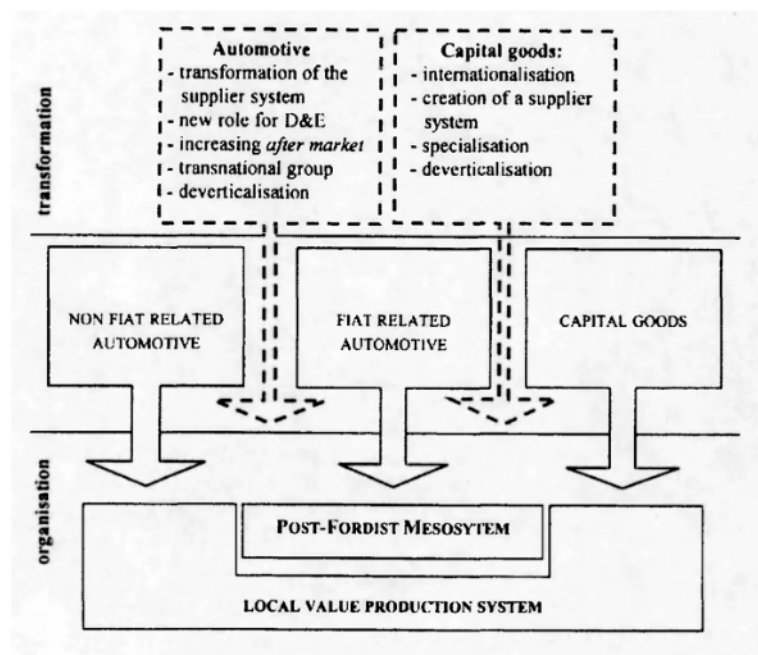 Automotive
- transformation of the
supplier system
- new role for D&E
- increasing after market
- transnational group
- deverticalisation
Capital goods:
- internationalisation
- creation of a supplier
system
- specialisation
- deverticalisation
transformation
NON FIAT RELATED
AUTOMOTIVE
FIAT RELATED
AUTOMOTIVE
CAPITAL GOODS
organisation
POST-FORDIST MESOSYTEM
LOCAL VALUE PRODUCTION SYSTEM